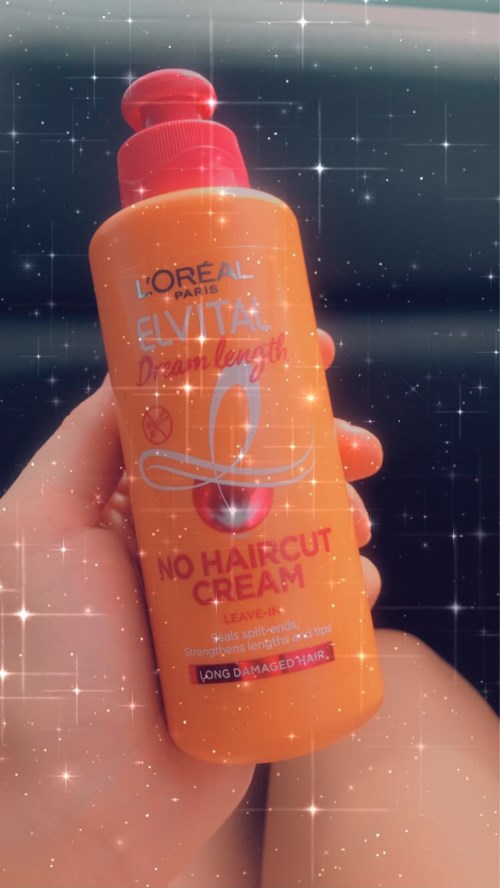 L'ORÉAL
PARIS
ELVITAL
Dream length
NO HAIRCUT
CREAM
LEAVE-IN
Seals split-ends.
Strengthens lengths and tips
LONG DAMAGED HAIR